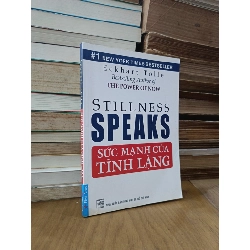 #1 NEW YORK TIMES BESTSELLER
Eckhart Tolle
Bestselling Author of
THE POWER OF NOW
STILLNESS
SPEAKS
SỨC MẠNH CỦA
TĨNH LẶNG